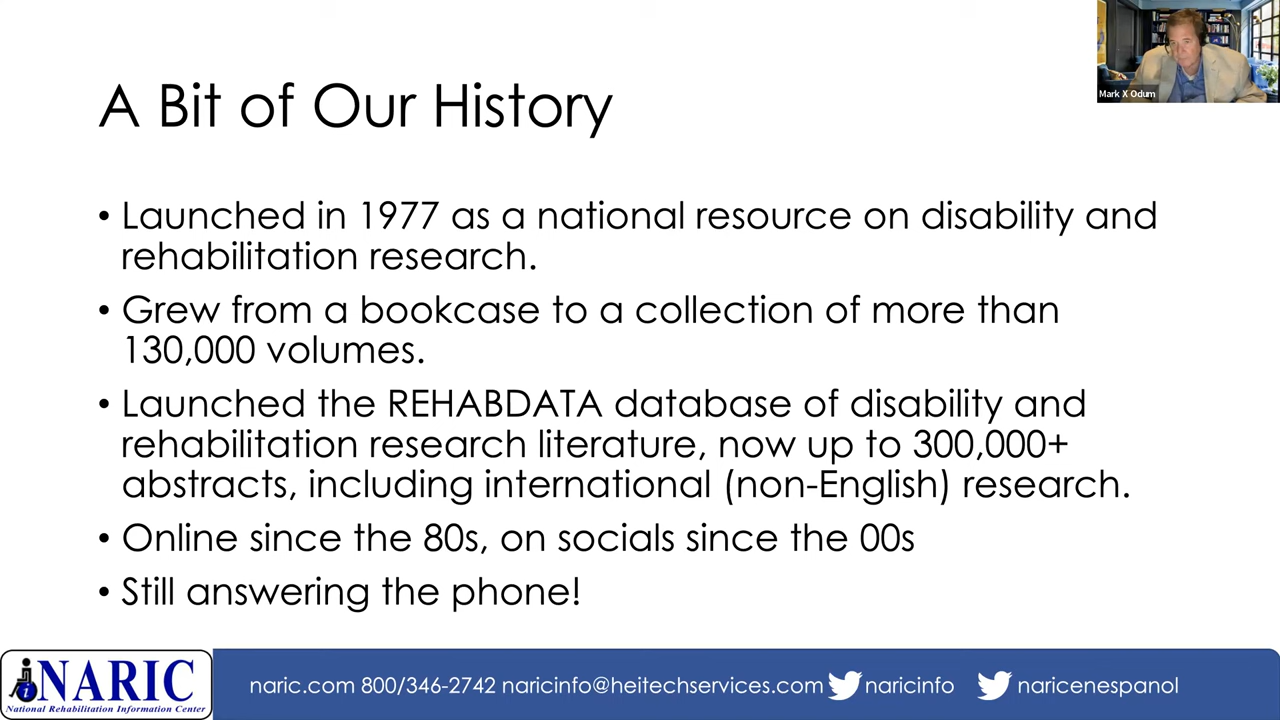 Mark X Odum
A Bit of Our History
• Launched in 1977 as a national resource on disability and
rehabilitation research.
• Grew from a bookcase to a collection of more than
130,000 volumes.
• Launched the REHABDATA database of disability and
rehabilitation research literature, now up to 300,000+
abstracts, including international (non-English) research.
• Online since the 80s, on socials since the 00s
• Still answering the phone!
NARIC
National Rehabilitation Information Center
naric.com 800/346-2742 naricinfo@heitechservices.com naricinfo naricenespanol